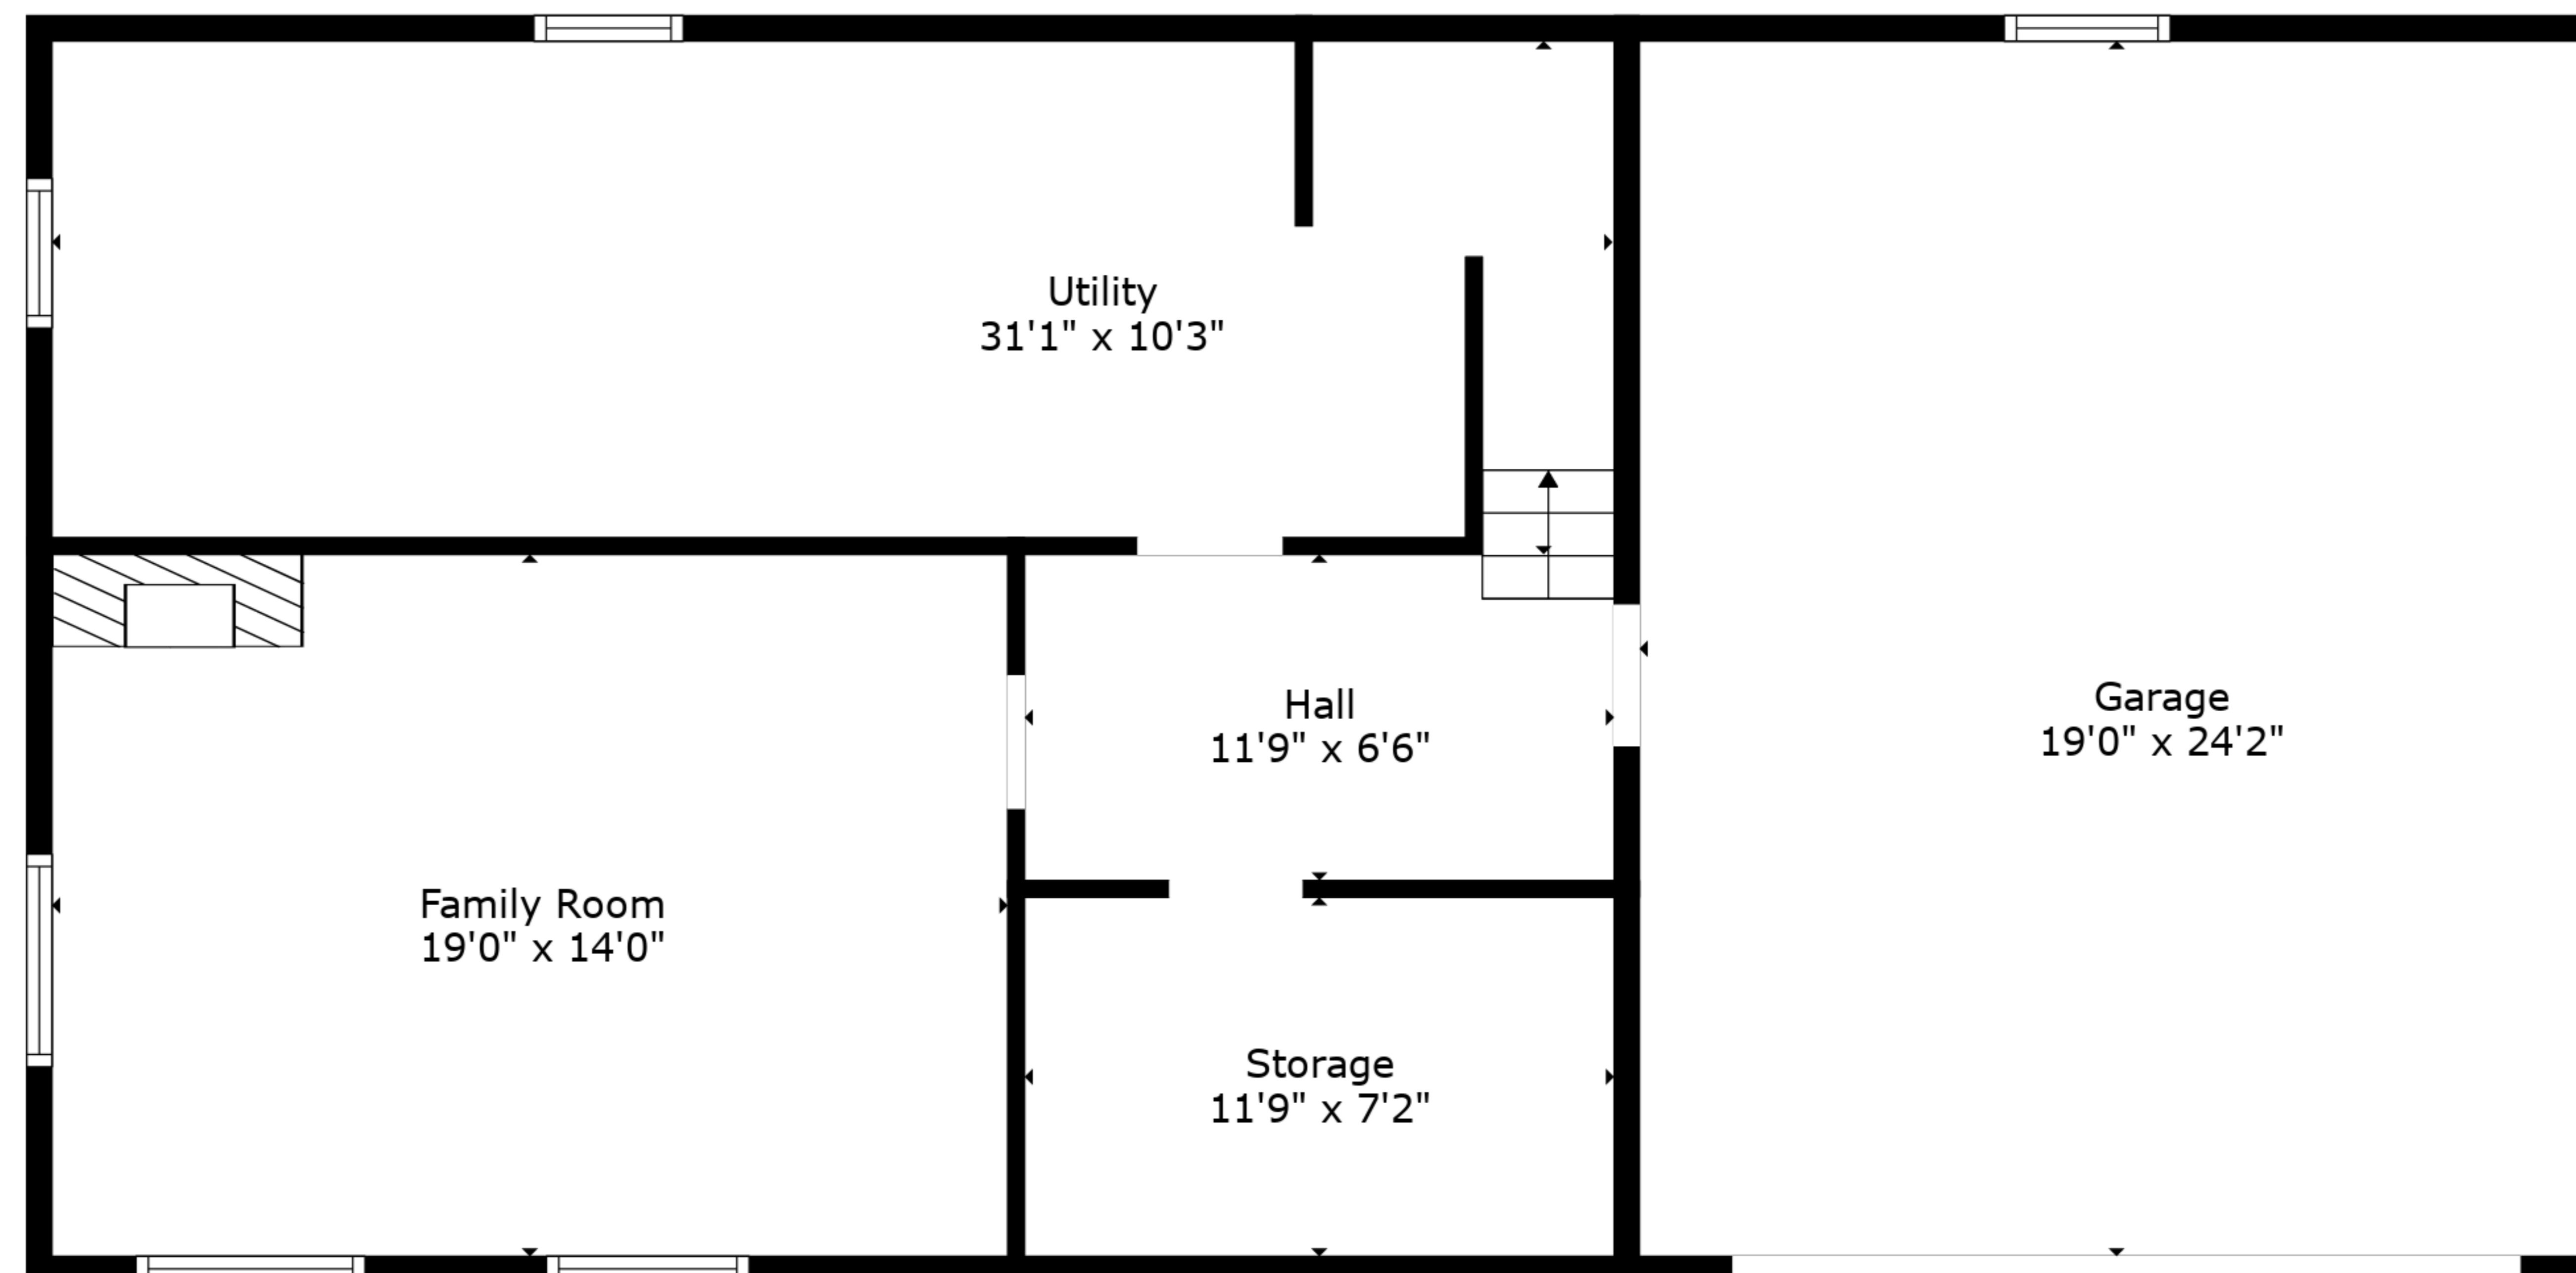 Utility
31'1" x 10'3"
Hall
11'9" x 6'6"
Garage
19'0" x 24'2"
Family Room
19'0" x 14'0"
Storage
11'9" x 7'2"